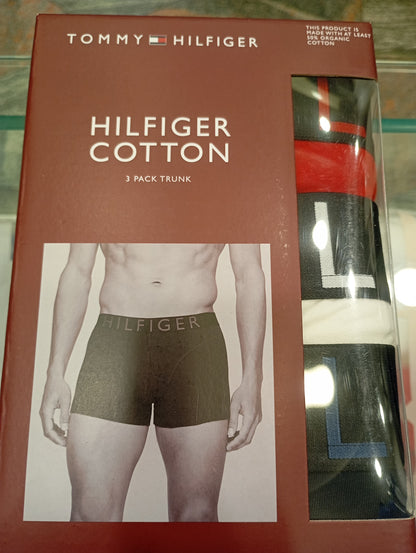 TOMMY HILFIGER
THIS PRODUCT IS
MADE WITH AT LEAST
50% ORGANIC
COTTON
HILFIGER
COTTON
3 PACK TRUNK
HILFIGER
L
L